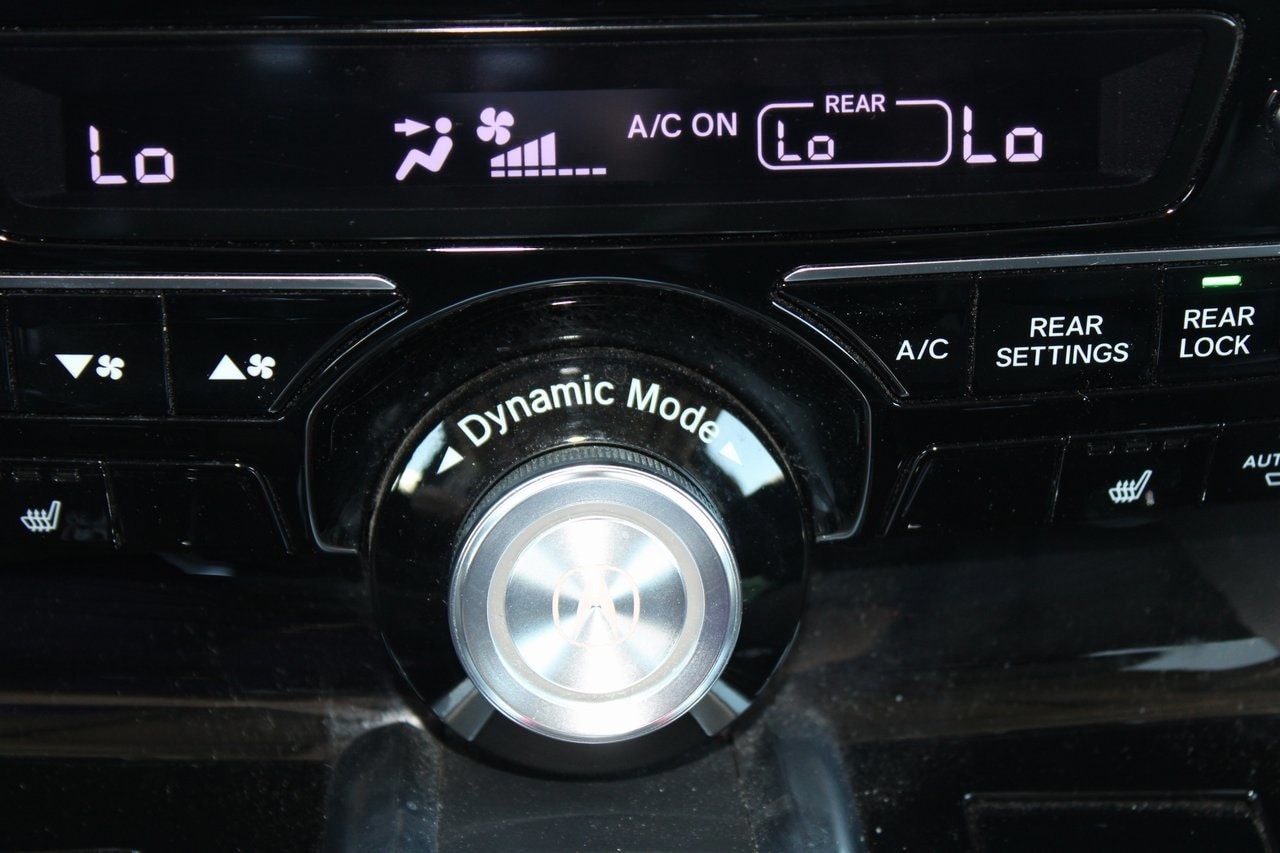 Lo
A/C ON
REAR
Lo
Lo
A/C
REAR
SETTINGS
REAR
LOCK
Dynamic Mode